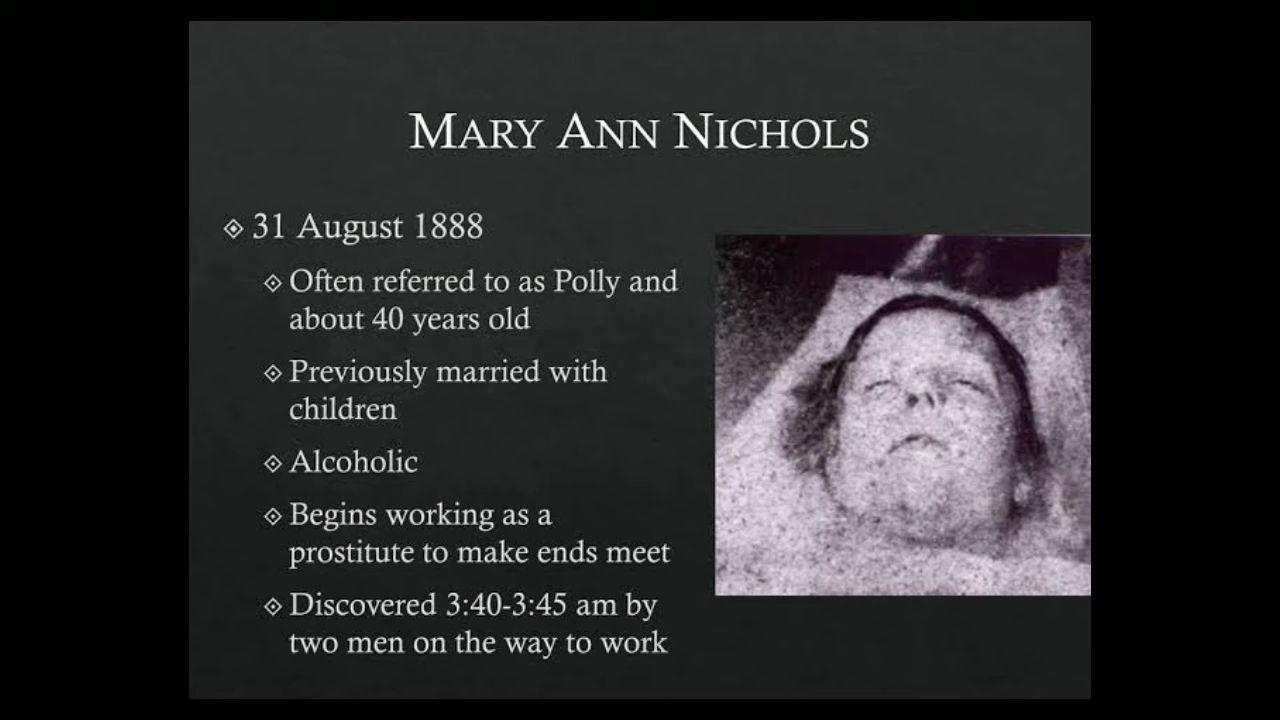 MARY ANN NICHOLS
31 August 1888
Often referred to as Polly and
about 40 years old
Previously married with
children
Alcoholic
Begins working as a
prostitute to make ends meet
Discovered 3:40-3:45 am by
two men on the way to work